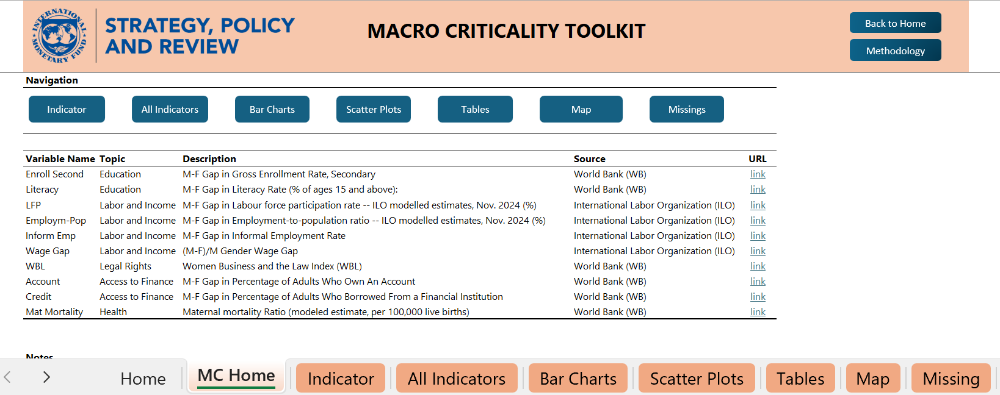 INTERNATIONAL
MONETARY FUND
STRATEGY, POLICY
AND REVIEW
MACRO CRITICALITY TOOLKIT
Back to Home
Methodology
Navigation
Indicator All Indicators Bar Charts Scatter Plots Tables Map Missings
Variable Name Topic Description Source URL
Enroll Second Education M-F Gap in Gross Enrollment Rate, Secondary World Bank (WB) link
Literacy Education M-F Gap in Literacy Rate (% of ages 15 and above): World Bank (WB) link
LFP Labor and Income M-F Gap in Labour force participation rate -- ILO modelled estimates, Nov. 2024 (%) International Labor Organization (ILO) link
Employm-Pop Labor and Income M-F Gap in Employment-to-population ratio -- ILO modelled estimates, Nov. 2024 (%) International Labor Organization (ILO) link
Inform Emp Labor and Income M-F Gap in Informal Employment Rate International Labor Organization (ILO) link
Wage Gap Labor and Income (M-F)/M Gender Wage Gap International Labor Organization (ILO) link
WBL Legal Rights Women Business and the Law Index (WBL) World Bank (WB) link
Account Access to Finance M-F Gap in Percentage of Adults Who Own An Account World Bank (WB) link
Credit Access to Finance M-F Gap in Percentage of Adults Who Borrowed From a Financial Institution World Bank (WB) link
Mat Mortality Health Maternal mortality Ratio (modeled estimate, per 100,000 live births) World Bank (WB) link
Notes
Home MC Home Indicator All Indicators Bar Charts Scatter Plots Tables Map Missing